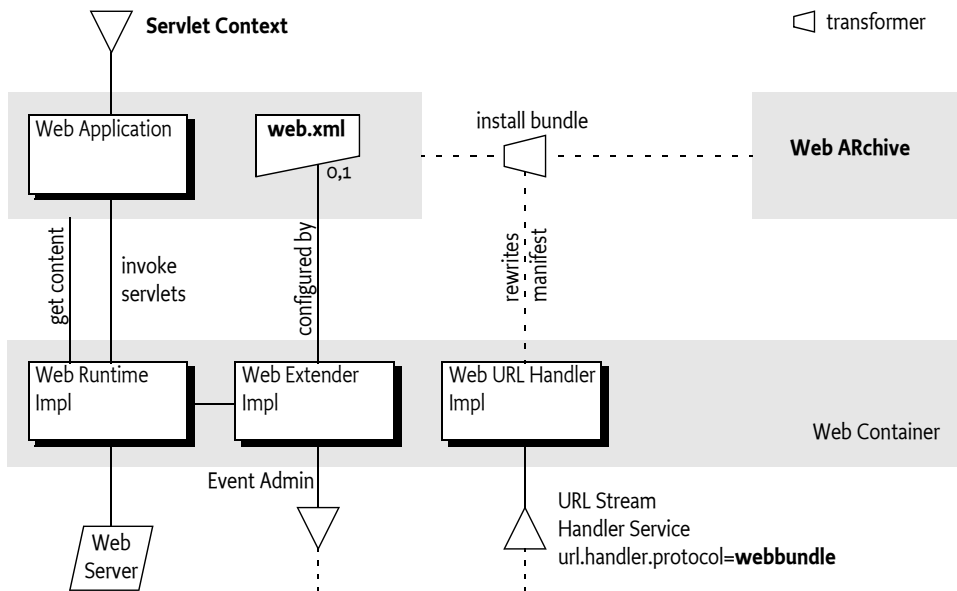 Servlet Context
transformer
Web Application
web.xml
0,1
install bundle
Web ARchive
get content
invoke
servlets
configured by
rewrites
manifest
Web Runtime
Impl
Web Extender
Impl
Web URL Handler
Impl
Web Container
Event Admin
URL Stream
Handler Service
url.handler.protocol=webbundle
Web
Server